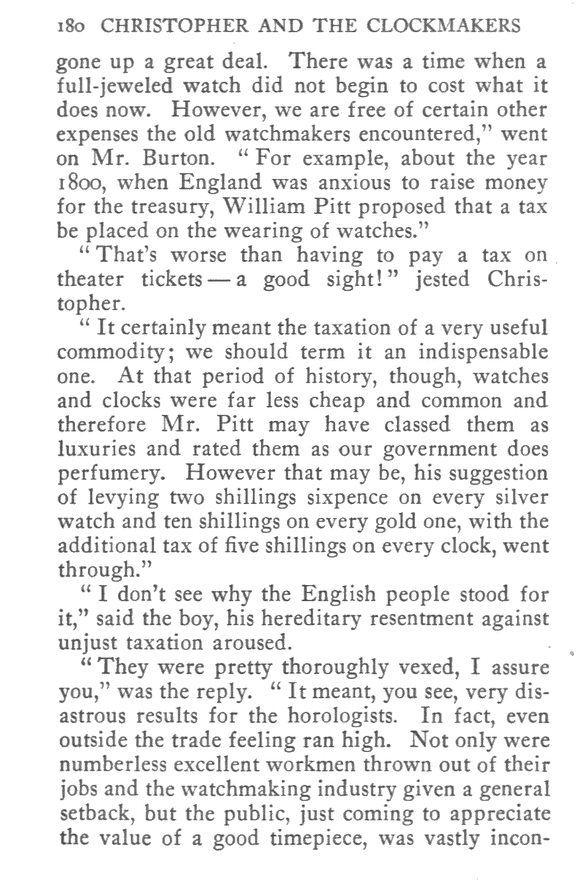 180 CHRISTOPHER AND THE CLOCKMAKERS
gone up a great deal. There was a time when a
full-jeweled watch did not begin to cost what it
does now. However, we are free of certain other
expenses the old watchmakers encountered,” went
on Mr. Burton. “ For example, about the year
1800, when England was anxious to raise money
for the treasury, William Pitt proposed that a tax
be placed on the wearing of watches.”
“ That's worse than having to pay a tax on
theater tickets — a good sight! ” jested Chris-
topher.
“ It certainly meant the taxation of a very useful
commodity; we should term it an indispensable
one. At that period of history, though, watches
and clocks were far less cheap and common and
therefore Mr. Pitt may have classed them as
luxuries and rated them as our government does
perfumery. However that may be, his suggestion
of levying two shillings sixpence on every silver
watch and ten shillings on every gold one, with the
additional tax of five shillings on every clock, went
through.”
“ I don't see why the English people stood for
it,” said the boy, his hereditary resentment against
unjust taxation aroused.
“ They were pretty thoroughly vexed, I assure
you,” was the reply. “ It meant, you see, very dis-
astrous results for the horologists. In fact, even
outside the trade feeling ran high. Not only were
numberless excellent workmen thrown out of their
jobs and the watchmaking industry given a general
setback, but the public, just coming to appreciate
the value of a good timepiece, was vastly incon-